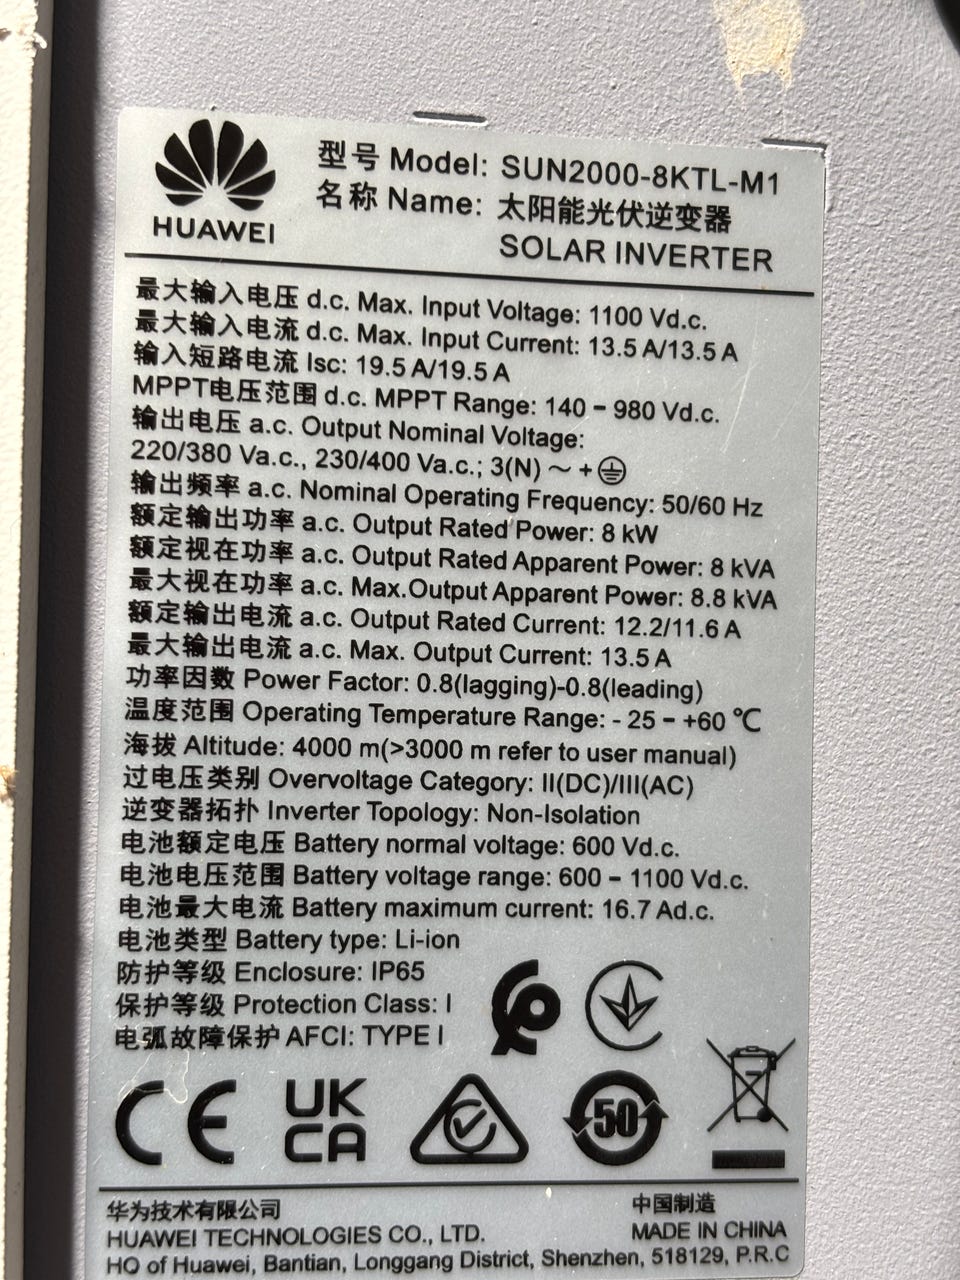 HUAWEI
型号 Model: SUN2000-8KTL-M1
名称 Name: 太阳能光伏逆变器
SOLAR INVERTER
最大输入电压 d.c. Max. Input Voltage: 1100 Vd.c.
最大输入电流 d.c. Max. Input Current: 13.5 A/13.5 A
输入短路电流 Isc: 19.5 A/19.5 A
MPPT电压范围 d.c. MPPT Range: 140 – 980 Vd.c.
输出电压 a.c. Output Nominal Voltage:
220/380 Va.c., 230/400 Va.c.; 3(N) ~ + ⏚
输出频率 a.c. Nominal Operating Frequency: 50/60 Hz
额定输出功率 a.c. Output Rated Power: 8 kW
额定视在功率 a.c. Output Rated Apparent Power: 8 kVA
最大视在功率 a.c. Max.Output Apparent Power: 8.8 kVA
额定输出电流 a.c. Output Rated Current: 12.2/11.6 A
最大输出电流 a.c. Max. Output Current: 13.5 A
功率因数 Power Factor: 0.8(lagging)-0.8(leading)
温度范围 Operating Temperature Range: - 25 – +60 ℃
海拔 Altitude: 4000 m(>3000 m refer to user manual)
过电压类别 Overvoltage Category: II(DC)/III(AC)
逆变器拓扑 Inverter Topology: Non-Isolation
电池额定电压 Battery normal voltage: 600 Vd.c.
电池电压范围 Battery voltage range: 600 – 1100 Vd.c.
电池最大电流 Battery maximum current: 16.7 Ad.c.
电池类型 Battery type: Li-ion
防护等级 Enclosure: IP65
保护等级 Protection Class: I
电弧故障保护 AFCI: TYPE I
CE
UK
CA
50
华为技术有限公司
HUAWEI TECHNOLOGIES CO., LTD.
中国制造
MADE IN CHINA
HQ of Huawei, Bantian, Longgang District, Shenzhen, 518129, P.R.C